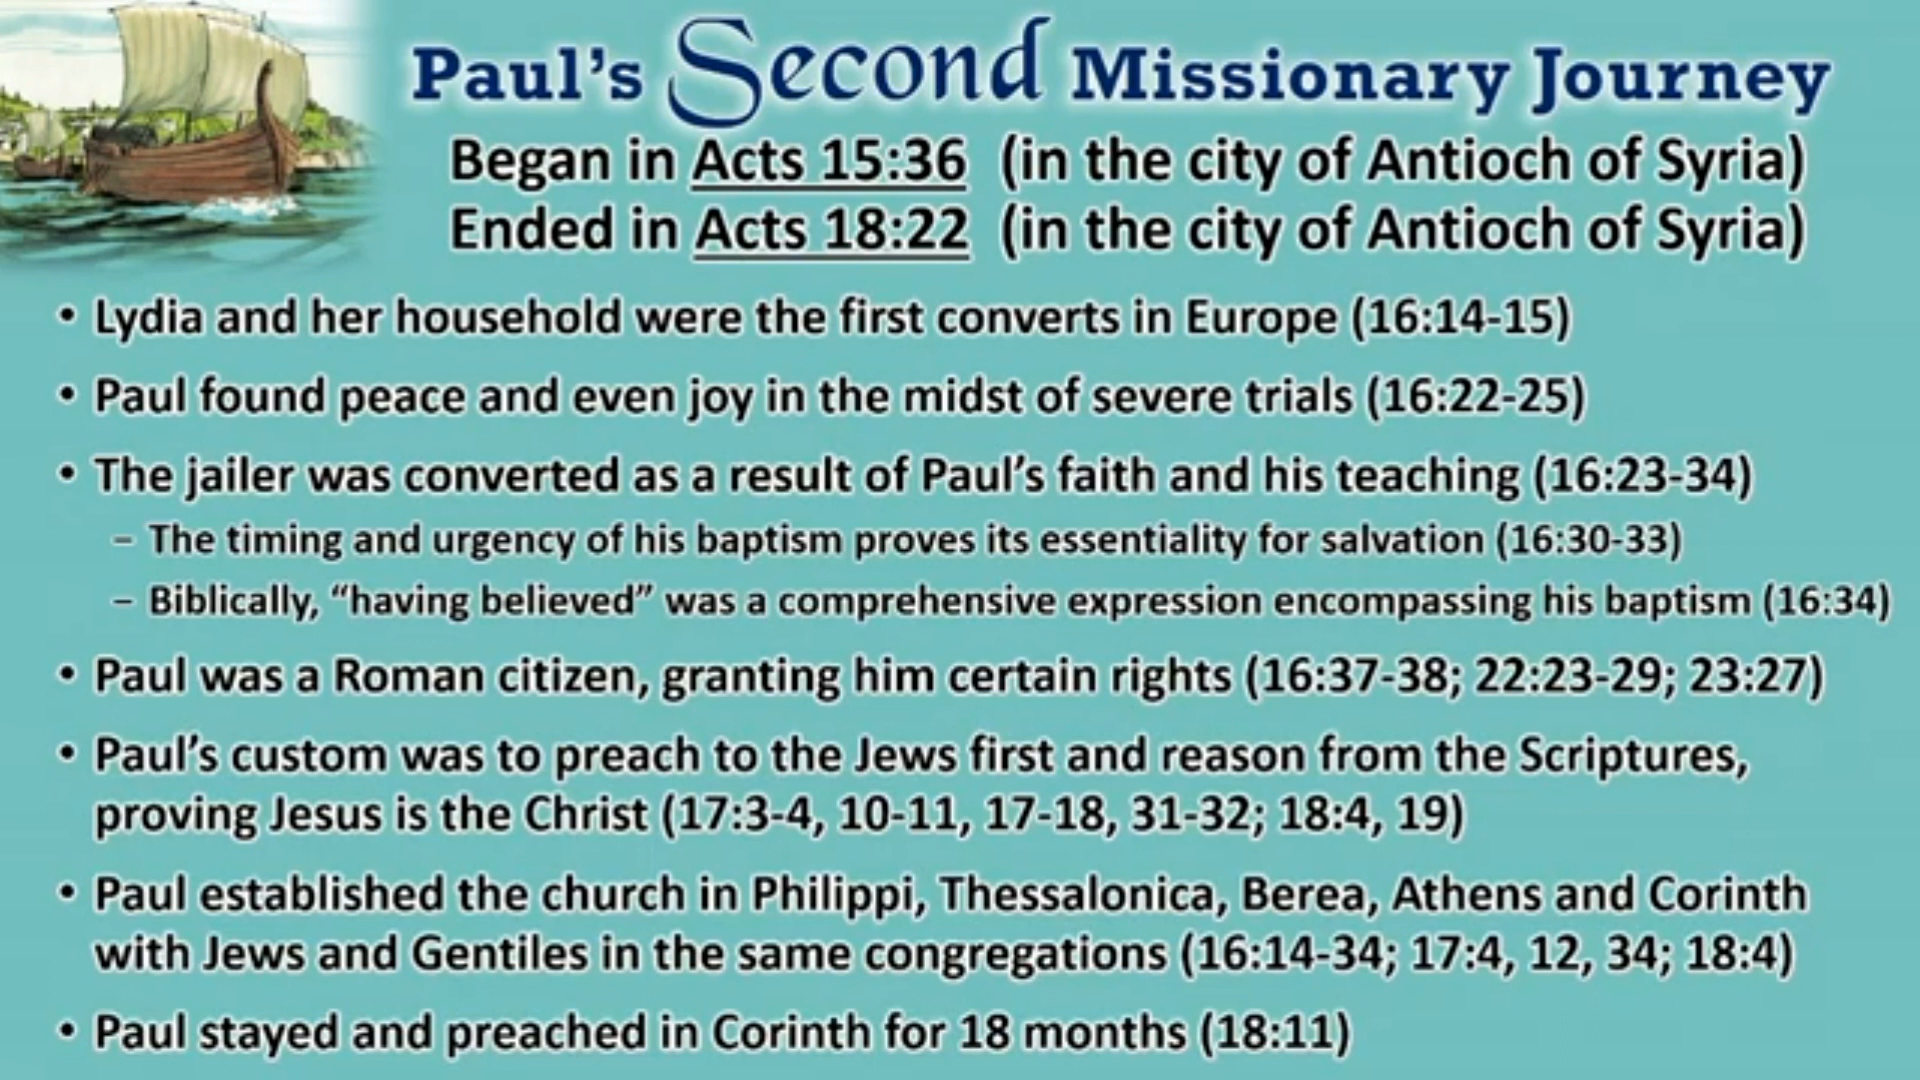 Paul’s Second Missionary Journey
Began in Acts 15:36 (in the city of Antioch of Syria)
Ended in Acts 18:22 (in the city of Antioch of Syria)
• Lydia and her household were the first converts in Europe (16:14-15)
• Paul found peace and even joy in the midst of severe trials (16:22-25)
• The jailer was converted as a result of Paul’s faith and his teaching (16:23-34)
– The timing and urgency of his baptism proves its essentiality for salvation (16:30-33)
– Biblically, “having believed” was a comprehensive expression encompassing his baptism (16:34)
• Paul was a Roman citizen, granting him certain rights (16:37-38; 22:23-29; 23:27)
• Paul’s custom was to preach to the Jews first and reason from the Scriptures,
proving Jesus is the Christ (17:3-4, 10-11, 17-18, 31-32; 18:4, 19)
• Paul established the church in Philippi, Thessalonica, Berea, Athens and Corinth
with Jews and Gentiles in the same congregations (16:14-34; 17:4, 12, 34; 18:4)
• Paul stayed and preached in Corinth for 18 months (18:11)